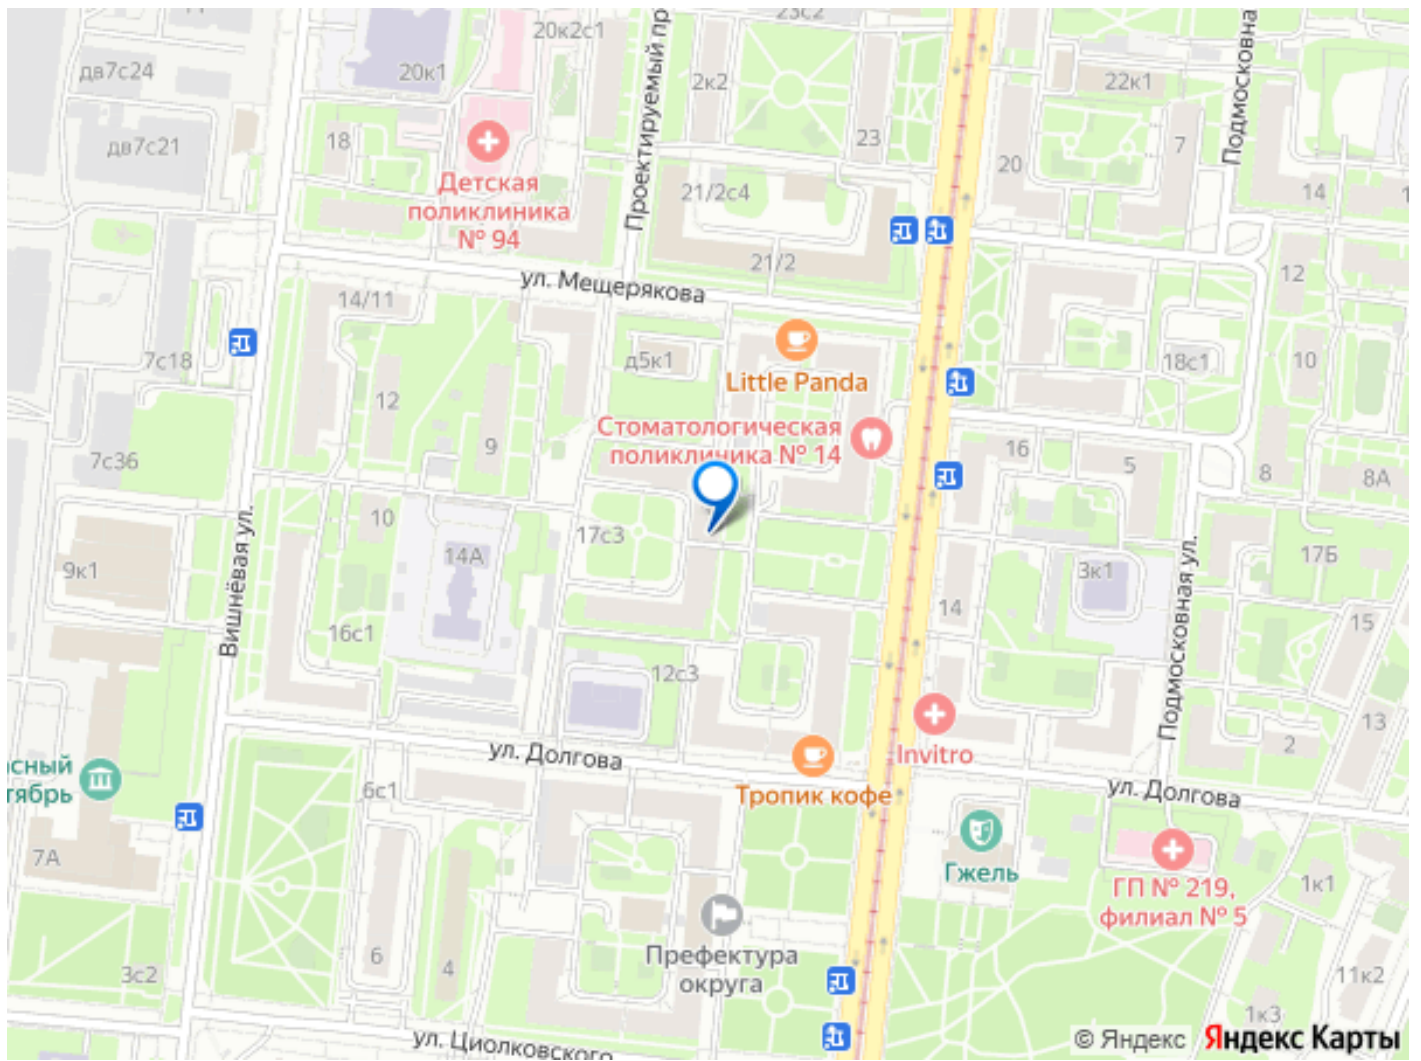 23с2
20к2с1
дв7с24
20к1
2к2
22к1
Проектируемый пр
Подмосковна
дв7с21
18
23
7
20
Детская
поликлиника
№ 94
21/2с4
14
21/2
12
ул. Мещерякова
14/11
7с18
д5к1
18с1
10
Little Panda
12
Стоматологическая
поликлиника № 14
9
16
5
8
8А
7с36
10
17с3
14А
17Б
9к1
3к1
Вишнёвая ул.
Подмосковная ул.
14
16с1
15
12с3
13
2
Invitro
ул. Долгова
асный
тябрь
6с1
Тропик кофе
ул. Долгова
7А
Гжель
ГП № 219,
филиал № 5
1к1
Префектура
округа
3с2
6
4
11к2
1к3
ул. Циолковского
© Яндекс Яндекс Карты